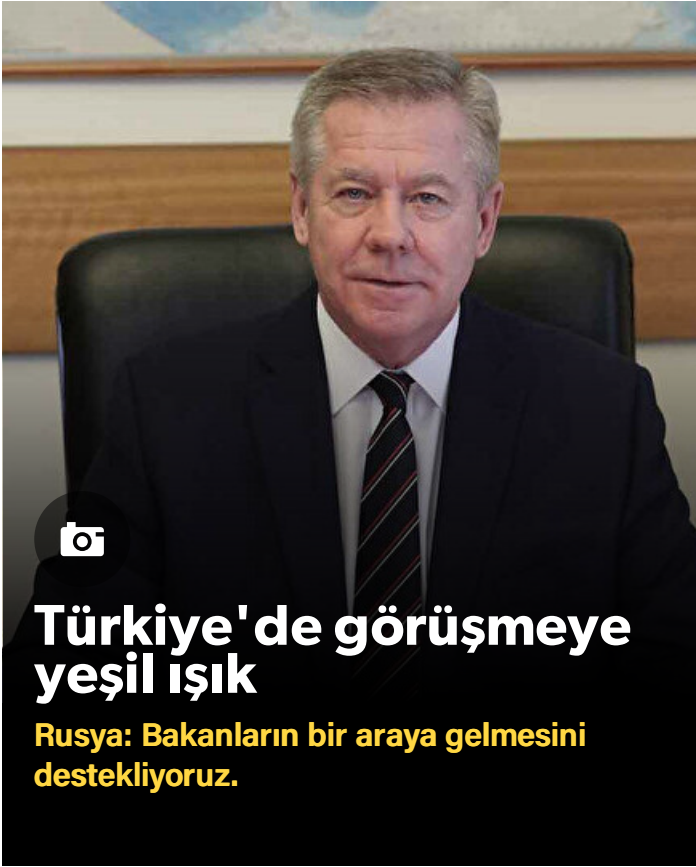 Türkiye'de görüşmeye
yeşil ışık
Rusya: Bakanların bir araya gelmesini
destekliyoruz.